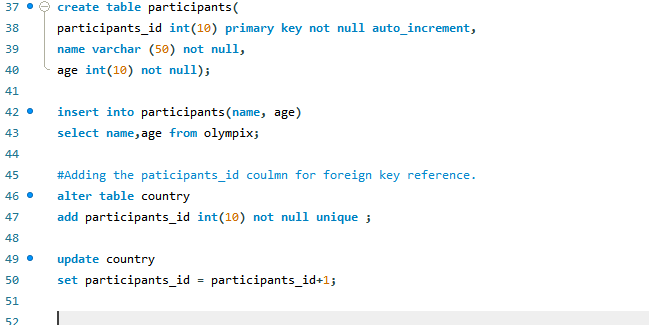 37 create table participants(
38 participants_id int(10) primary key not null auto_increment,
39 name varchar (50) not null,
40 age int(10) not null);
41
42 insert into participants(name, age)
43 select name,age from olympix;
44
45 #Adding the paticipants_id coulmn for foreign key reference.
46 alter table country
47 add participants_id int(10) not null unique ;
48
49 update country
50 set participants_id = participants_id+1;
51
52